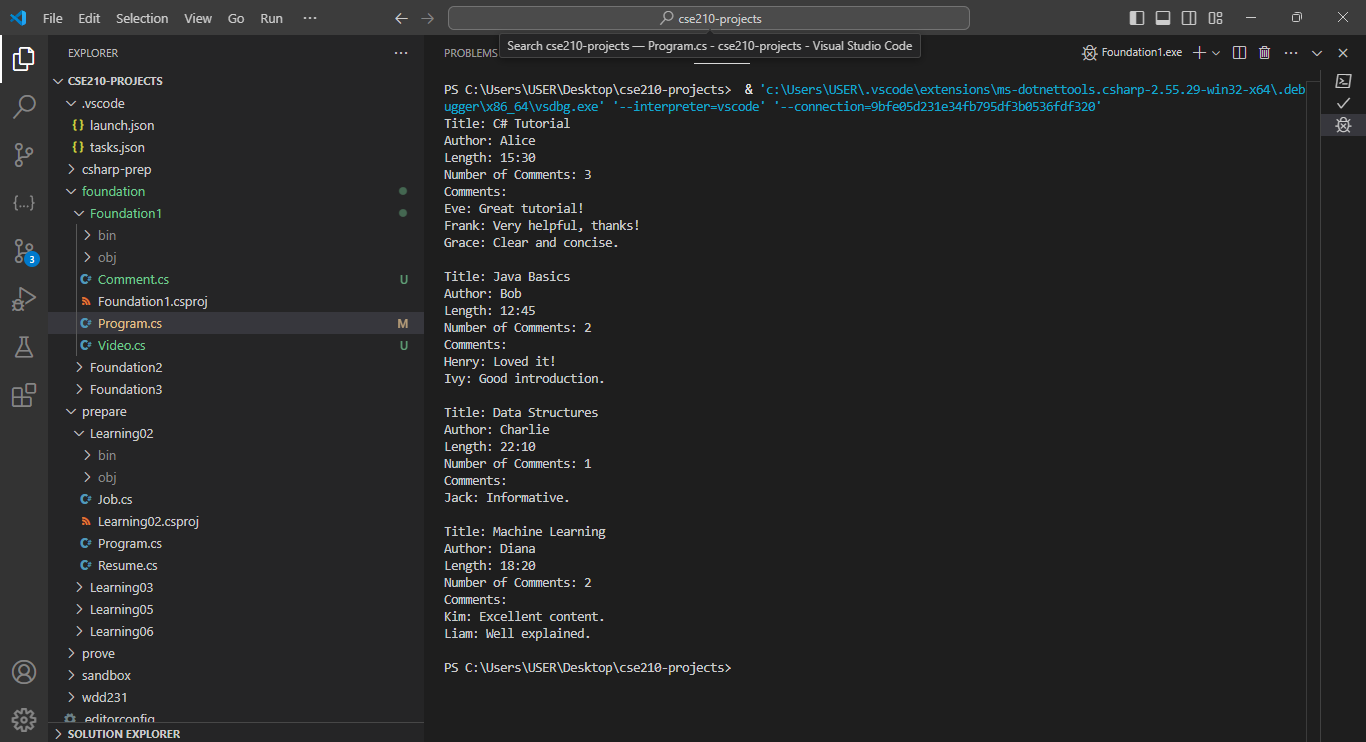 File Edit Selection View Go Run ···
cse210-projects
Search cse210-projects — Program.cs - cse210-projects - Visual Studio Code
EXPLORER
CSE210-PROJECTS
.vscode
{} launch.json
{} tasks.json
csharp-prep
foundation
Foundation1
bin
obj
C# Comment.cs U
Foundation1.csproj
C# Program.cs M
C# Video.cs U
Foundation2
Foundation3
prepare
Learning02
bin
obj
C# Job.cs
Learning02.csproj
C# Program.cs
C# Resume.cs
Learning03
Learning05
Learning06
prove
sandbox
wdd231
.editorconfig
SOLUTION EXPLORER
3
PROBLEMS
Foundation1.exe
PS C:\Users\USER\Desktop\cse210-projects>  & 'c:\Users\USER\.vscode\extensions\ms-dotnettools.csharp-2.55.29-win32-x64\.deb
ugger\x86_64\vsdbg.exe' '--interpreter=vscode' '--connection=9bfe05d231e34fb795df3b0536fdf320'
Title: C# Tutorial
Author: Alice
Length: 15:30
Number of Comments: 3
Comments:
Eve: Great tutorial!
Frank: Very helpful, thanks!
Grace: Clear and concise.
Title: Java Basics
Author: Bob
Length: 12:45
Number of Comments: 2
Comments:
Henry: Loved it!
Ivy: Good introduction.
Title: Data Structures
Author: Charlie
Length: 22:10
Number of Comments: 1
Comments:
Jack: Informative.
Title: Machine Learning
Author: Diana
Length: 18:20
Number of Comments: 2
Comments:
Kim: Excellent content.
Liam: Well explained.
PS C:\Users\USER\Desktop\cse210-projects>